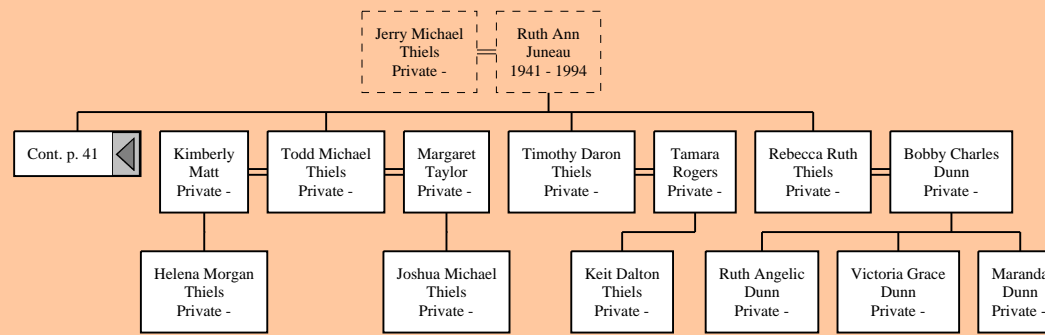 Jerry Michael
Thiels
Private -
Ruth Ann
Juneau
1941 - 1994
Cont. p. 41
Kimberly
Matt
Private -
Todd Michael
Thiels
Private -
Margaret
Taylor
Private -
Timothy Daron
Thiels
Private -
Tamara
Rogers
Private -
Rebecca Ruth
Thiels
Private -
Bobby Charles
Dunn
Private -
Helena Morgan
Thiels
Private -
Joshua Michael
Thiels
Private -
Keit Dalton
Thiels
Private -
Ruth Angelic
Dunn
Private -
Victoria Grace
Dunn
Private -
Maranda
Dunn
Private -